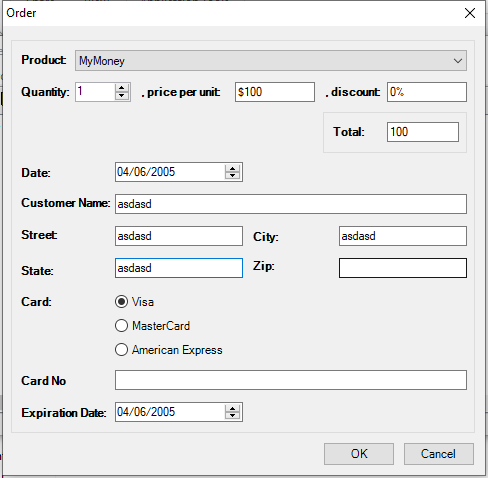 Order
Product: MyMoney
Quantity: 1 , price per unit: $100 , discount: 0%
Total: 100
Date: 04/06/2005
Customer Name: asdasd
Street: asdasd City: asdasd
State: asdasd Zip:
Card: Visa
MasterCard
American Express
Card No
Expiration Date: 04/06/2005
OK Cancel